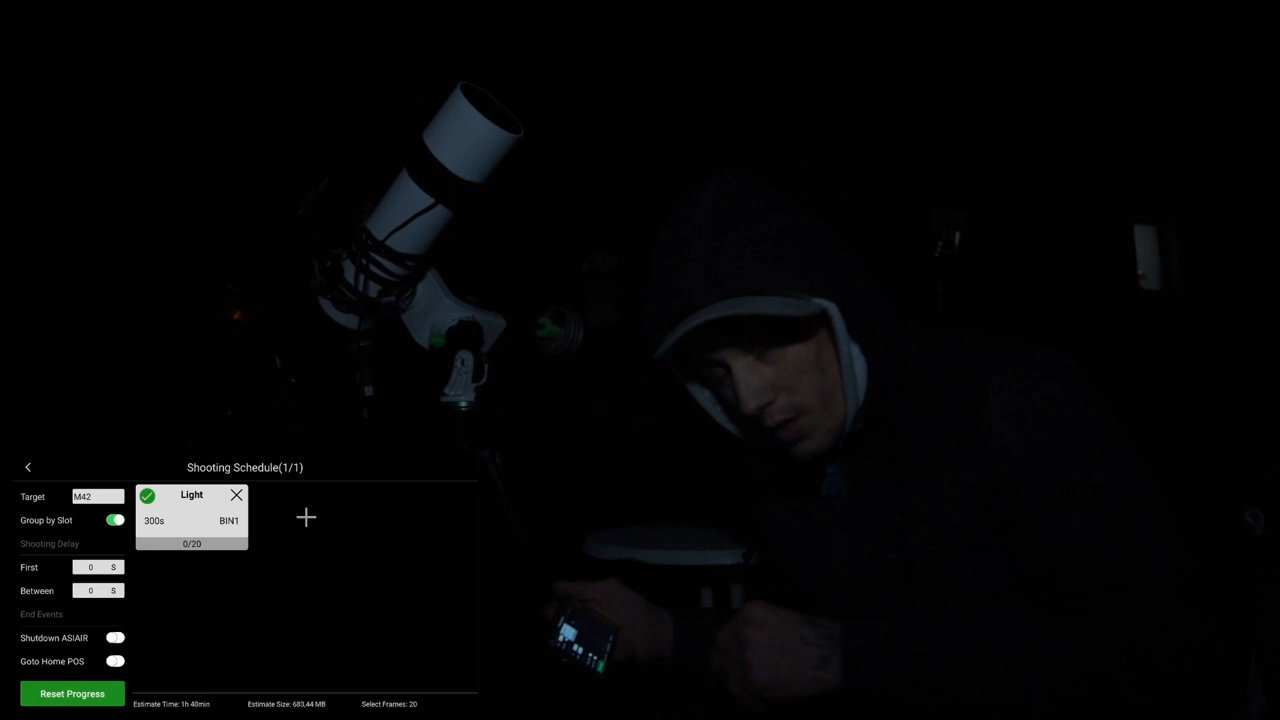 Shooting Schedule(1/1)
Target M42
Group by Slot
Shooting Delay
First 0 S
Between 0 S
End Events
Shutdown ASIAIR
Goto Home POS
Reset Progress
Light
300s BIN1
0/20
Estimate Time: 1h 40min Estimate Size: 683,44 MB Select Frames: 20